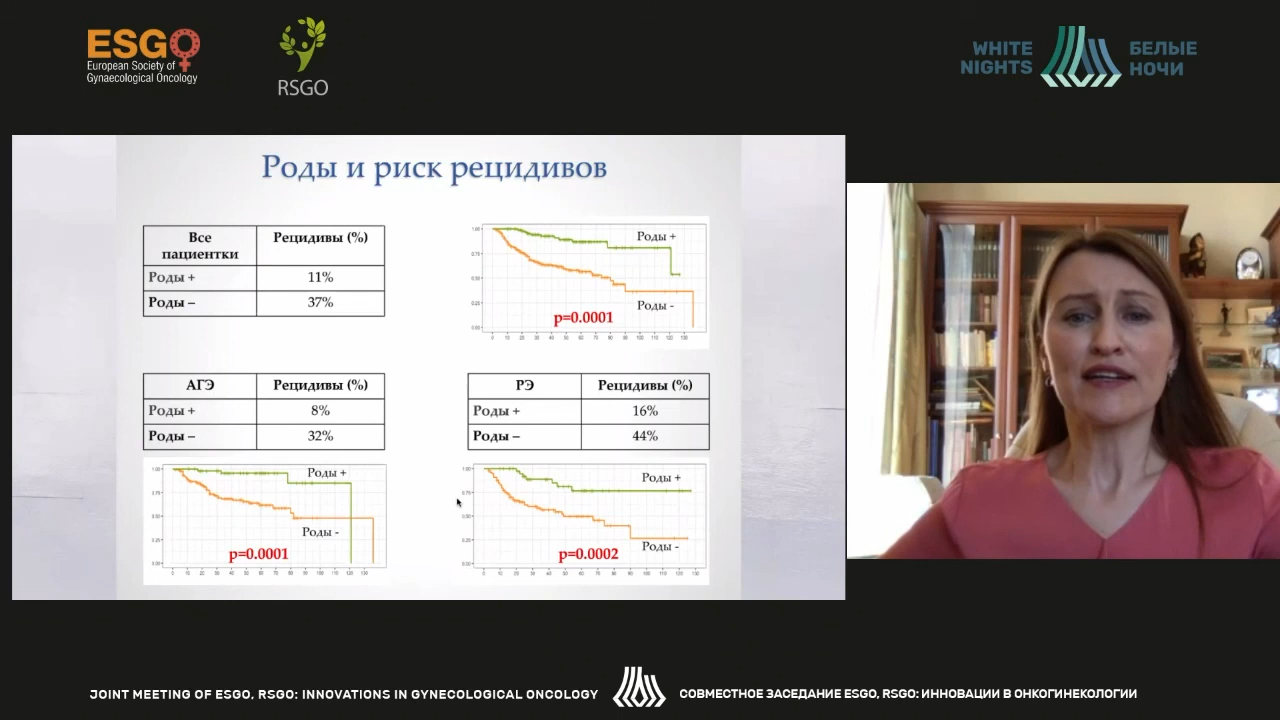 ESGO
European Society of
Gynaecological Oncology
RSGO
WHITE
NIGHTS
БЕЛЫЕ
НОЧИ
Роды и риск рецидивов
Все
пациентки
Рецидивы (%)
Роды +
11%
Роды –
37%
Роды +
Роды -
p=0.0001
АГЭ
Рецидивы (%)
Роды +
8%
Роды –
32%
РЭ
Рецидивы (%)
Роды +
16%
Роды –
44%
Роды +
Роды -
p=0.0001
Роды +
Роды -
p=0.0002
JOINT MEETING OF ESGO, RSGO: INNOVATIONS IN GYNECOLOGICAL ONCOLOGY
СОВМЕСТНОЕ ЗАСЕДАНИЕ ESGO, RSGO: ИННОВАЦИИ В ОНКОГИНЕКОЛОГИИ